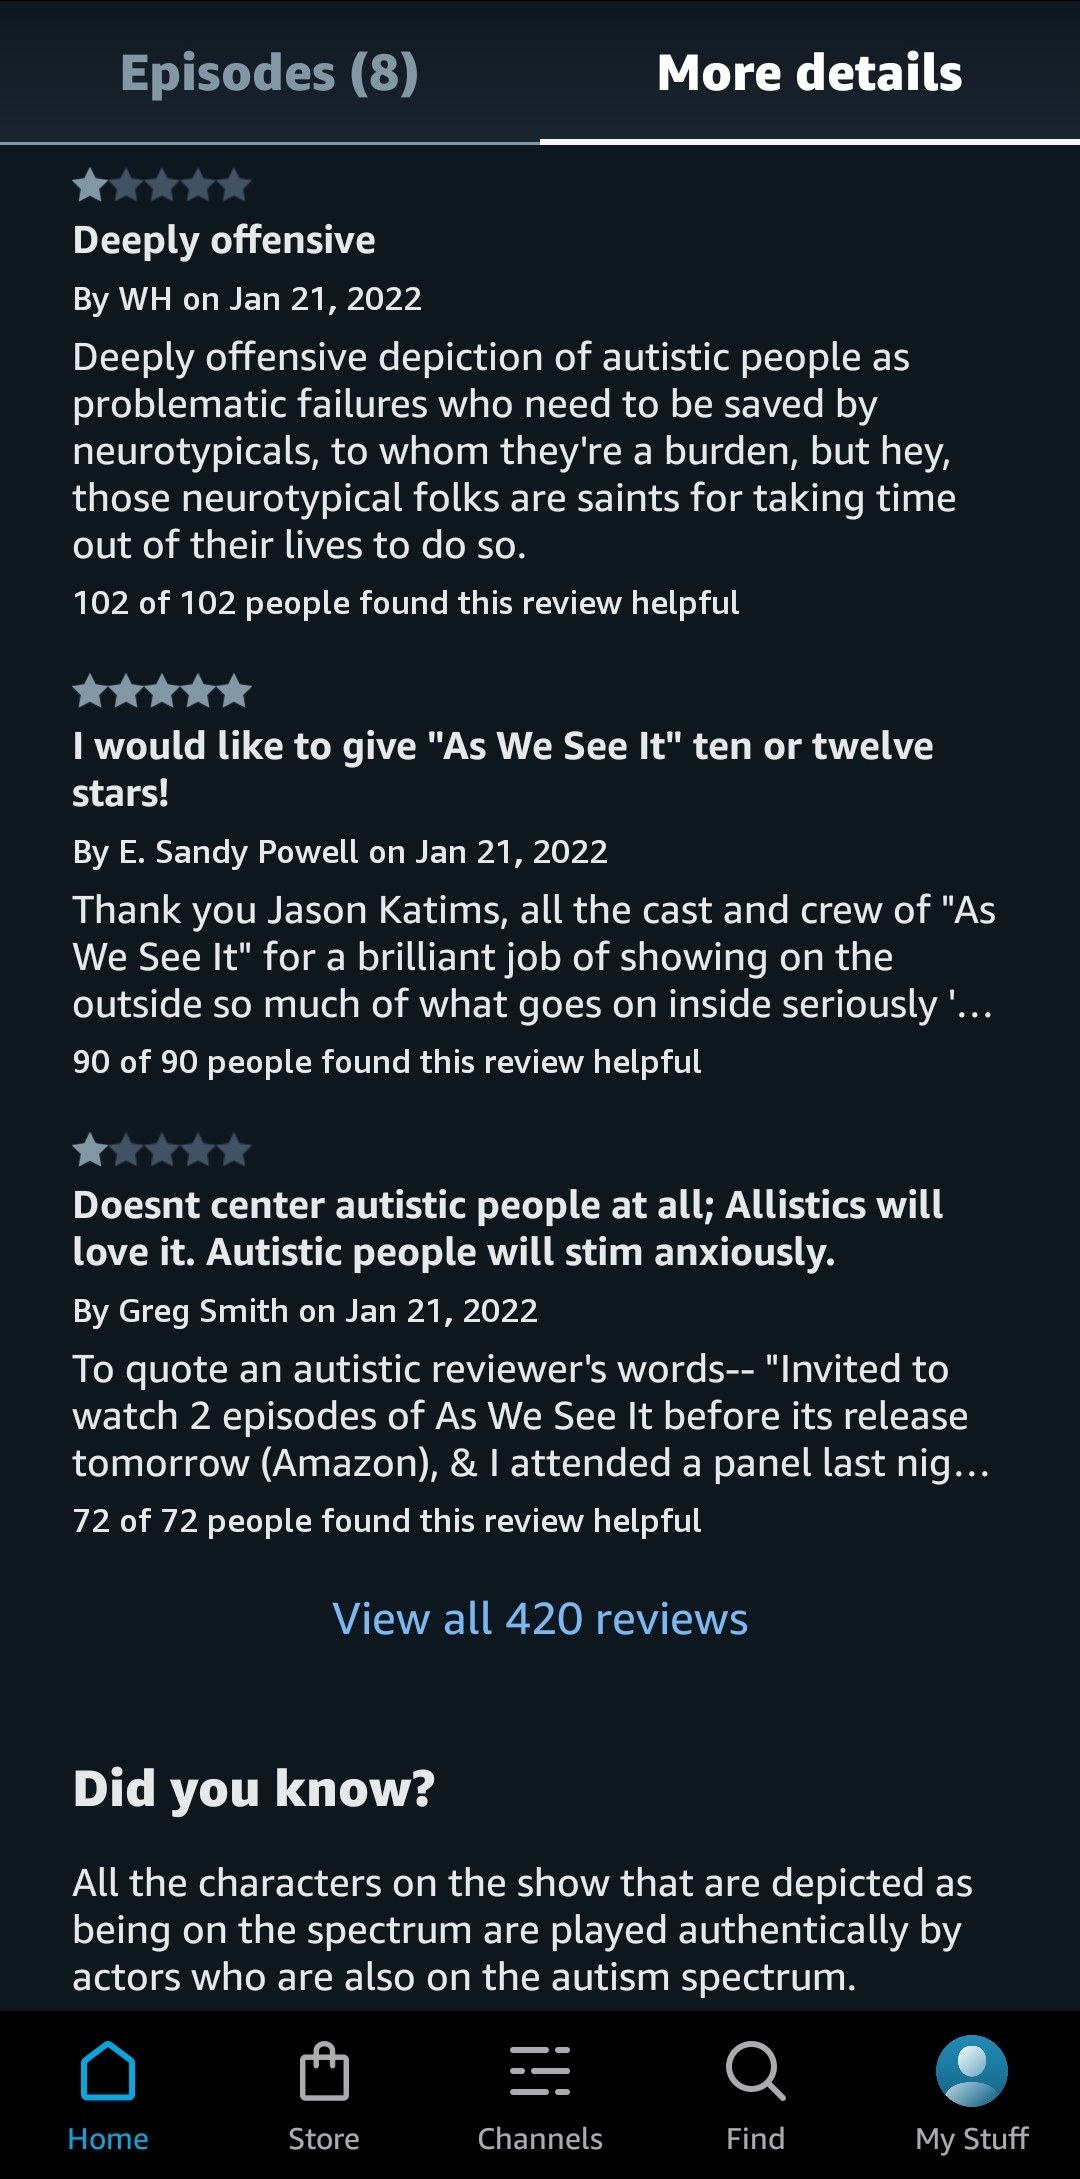 Episodes (8)
More details
Deeply offensive
By WH on Jan 21, 2022
Deeply offensive depiction of autistic people as
problematic failures who need to be saved by
neurotypicals, to whom they're a burden, but hey,
those neurotypical folks are saints for taking time
out of their lives to do so.
102 of 102 people found this review helpful
I would like to give "As We See It" ten or twelve
stars!
By E. Sandy Powell on Jan 21, 2022
Thank you Jason Katims, all the cast and crew of "As
We See It" for a brilliant job of showing on the
outside so much of what goes on inside seriously '...
90 of 90 people found this review helpful
Doesnt center autistic people at all; Allistics will
love it. Autistic people will stim anxiously.
By Greg Smith on Jan 21, 2022
To quote an autistic reviewer's words-- "Invited to
watch 2 episodes of As We See It before its release
tomorrow (Amazon), & I attended a panel last nig...
72 of 72 people found this review helpful
View all 420 reviews
Did you know?
All the characters on the show that are depicted as
being on the spectrum are played authentically by
actors who are also on the autism spectrum.
Home
Store
Channels
Find
My Stuff